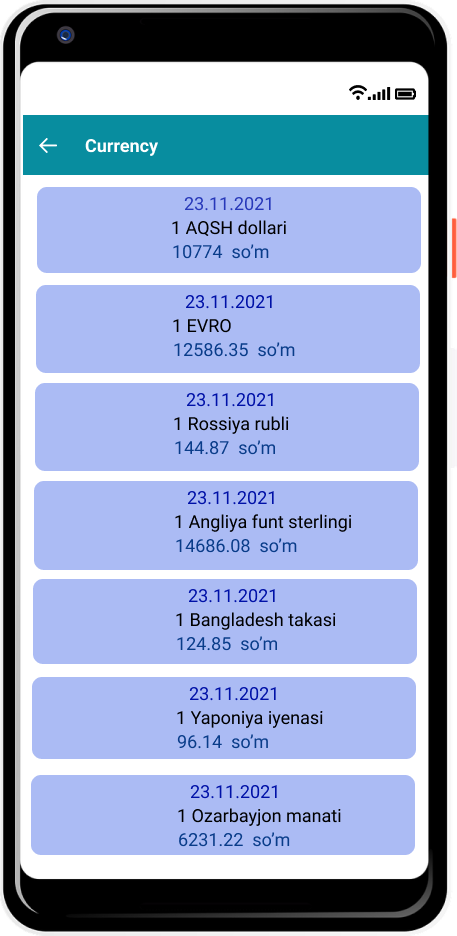 Currency
23.11.2021
1 AQSH dollari
10774 so’m
23.11.2021
1 EVRO
12586.35 so’m
23.11.2021
1 Rossiya rubli
144.87 so’m
23.11.2021
1 Angliya funt sterlingi
14686.08 so’m
23.11.2021
1 Bangladesh takasi
124.85 so’m
23.11.2021
1 Yaponiya iyenasi
96.14 so’m
23.11.2021
1 Ozarbayjon manati
6231.22 so’m